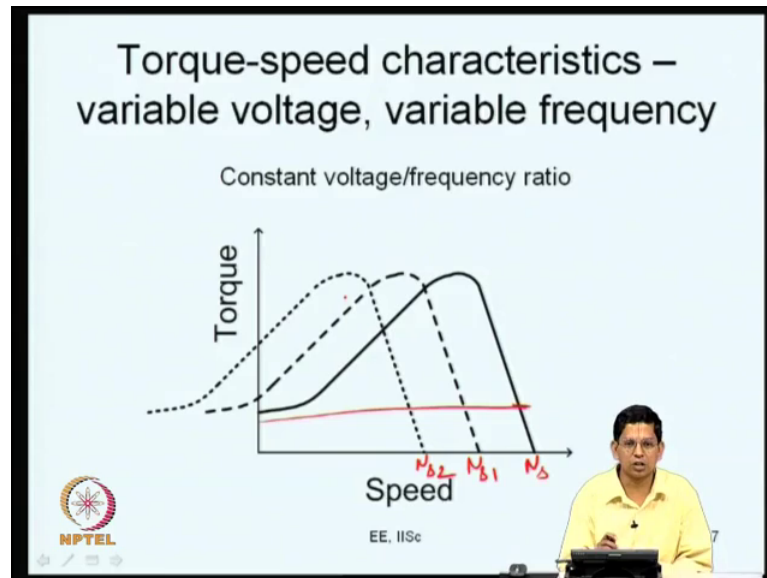 Torque-speed characteristics –
variable voltage, variable frequency
Constant voltage/frequency ratio
Torque
Ns2 Ns1 Ns
Speed
NPTEL
EE, IISc
7